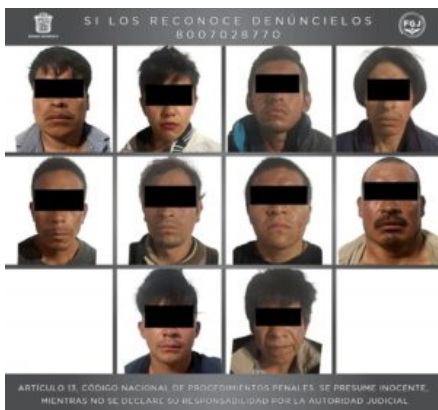 SI LOS RECONOCE DENÚNCIELOS
8007028770
FGJ
ARTÍCULO 13, CÓDIGO NACIONAL DE PROCEDIMIENTOS PENALES. SE PRESUME INOCENTE,
MIENTRAS NO SE DECLARE SU RESPONSABILIDAD POR LA AUTORIDAD JUDICIAL